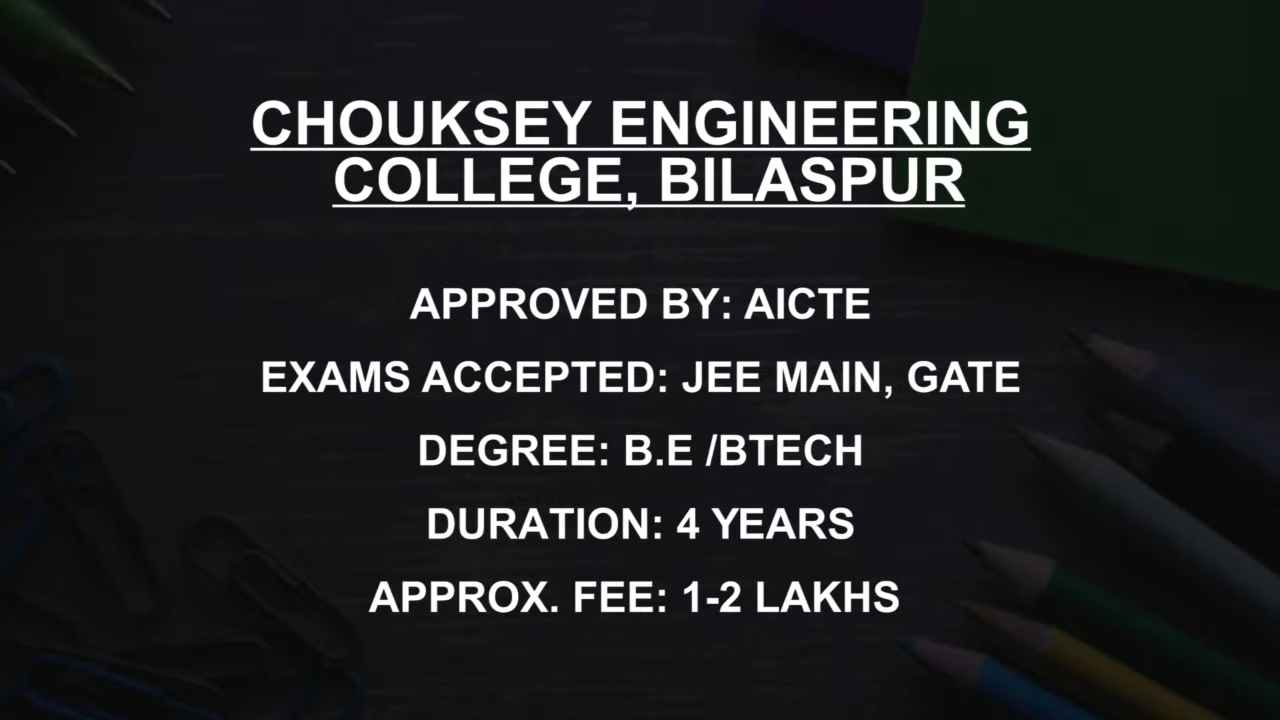 CHOUKSEY ENGINEERING
COLLEGE, BILASPUR
APPROVED BY: AICTE
EXAMS ACCEPTED: JEE MAIN, GATE
DEGREE: B.E /BTECH
DURATION: 4 YEARS
APPROX. FEE: 1-2 LAKHS